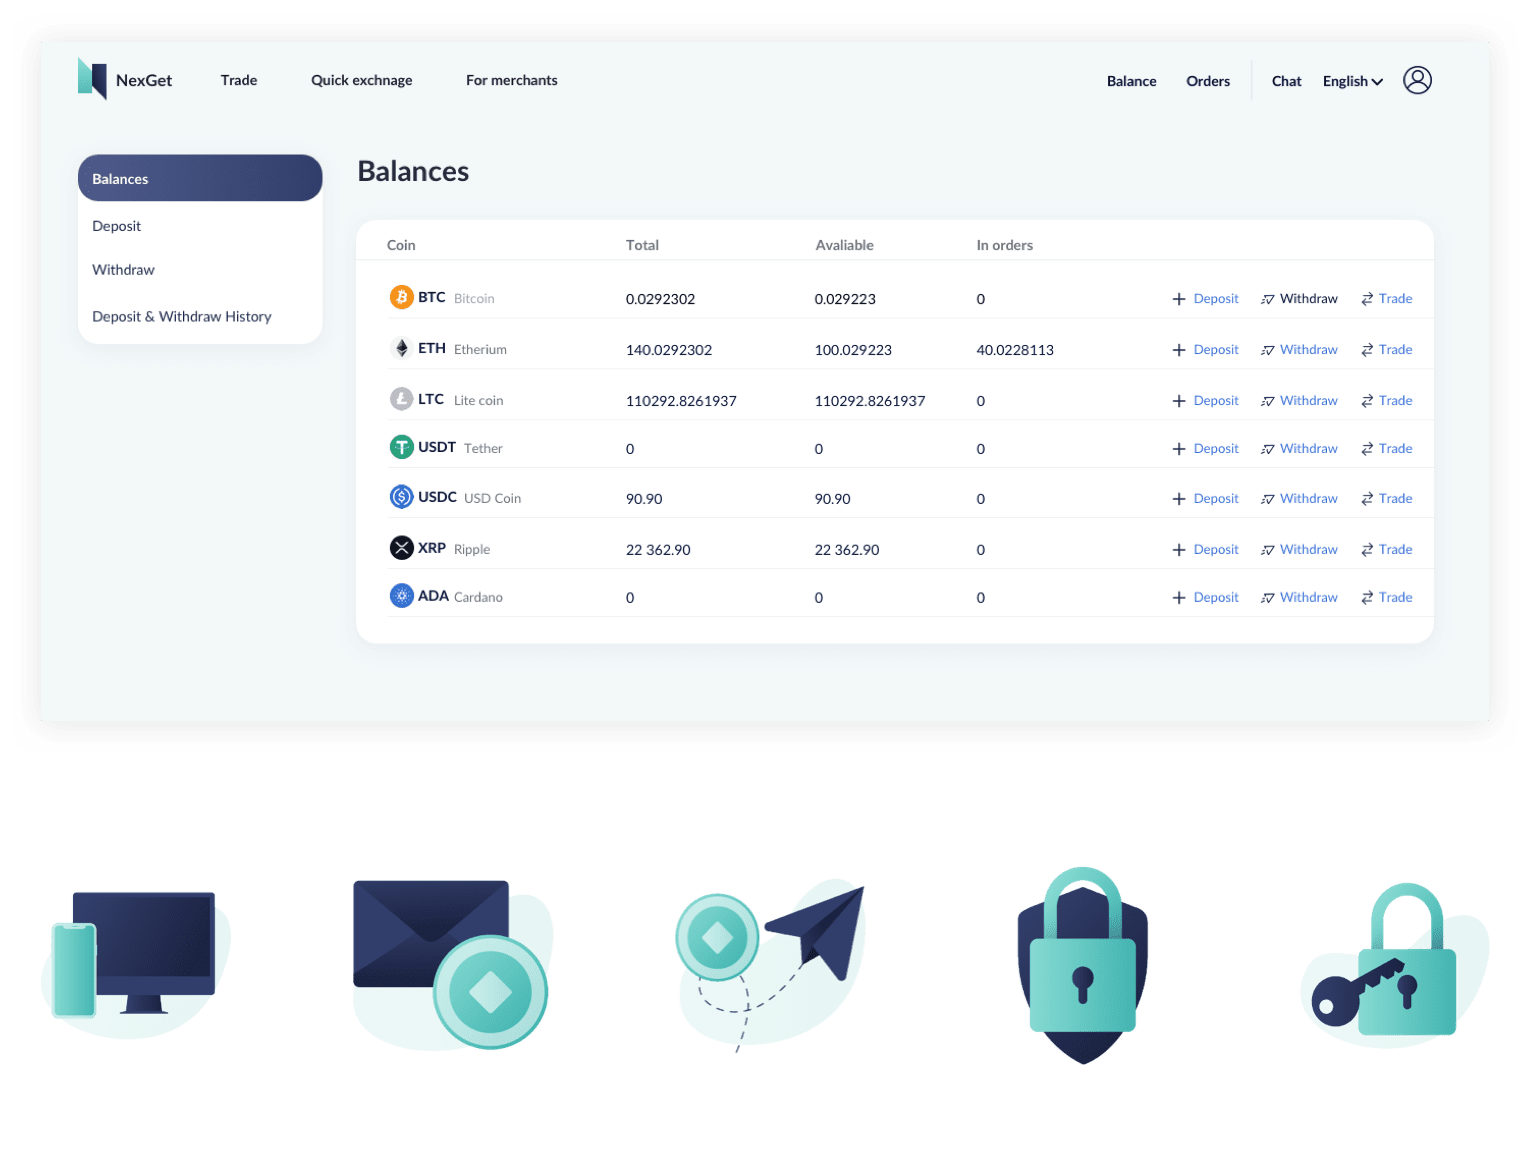 NexGet Trade Quick exchnage For merchants Balance Orders Chat English
Balances
Deposit
Withdraw
Deposit & Withdraw History
Balances
Coin Total Avaliable In orders
BTC Bitcoin 0.0292302 0.029223 0 Deposit Withdraw Trade
ETH Etherium 140.0292302 100.029223 40.0228113 Deposit Withdraw Trade
LTC Lite coin 110292.8261937 110292.8261937 0 Deposit Withdraw Trade
USDT Tether 0 0 0 Deposit Withdraw Trade
USDC USD Coin 90.90 90.90 0 Deposit Withdraw Trade
XRP Ripple 22 362.90 22 362.90 0 Deposit Withdraw Trade
ADA Cardano 0 0 0 Deposit Withdraw Trade